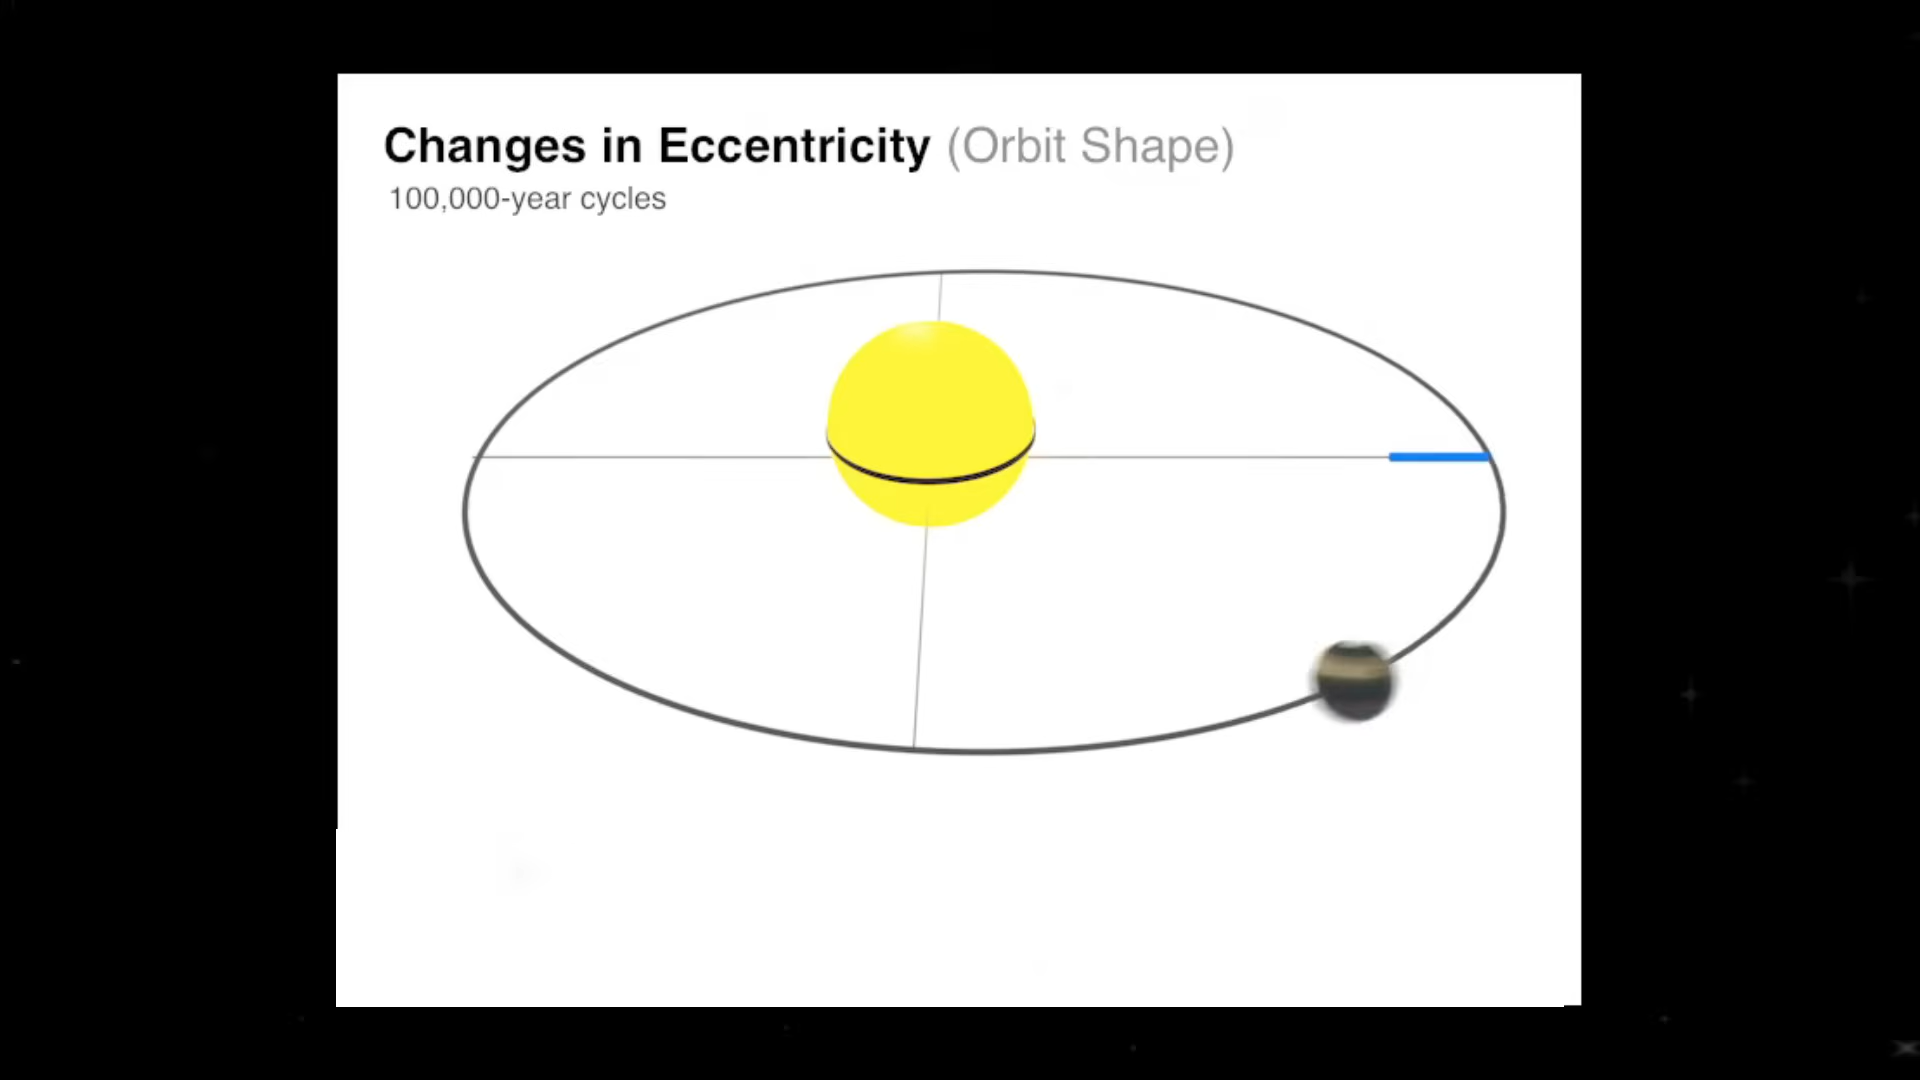 Changes in Eccentricity (Orbit Shape)
100,000-year cycles